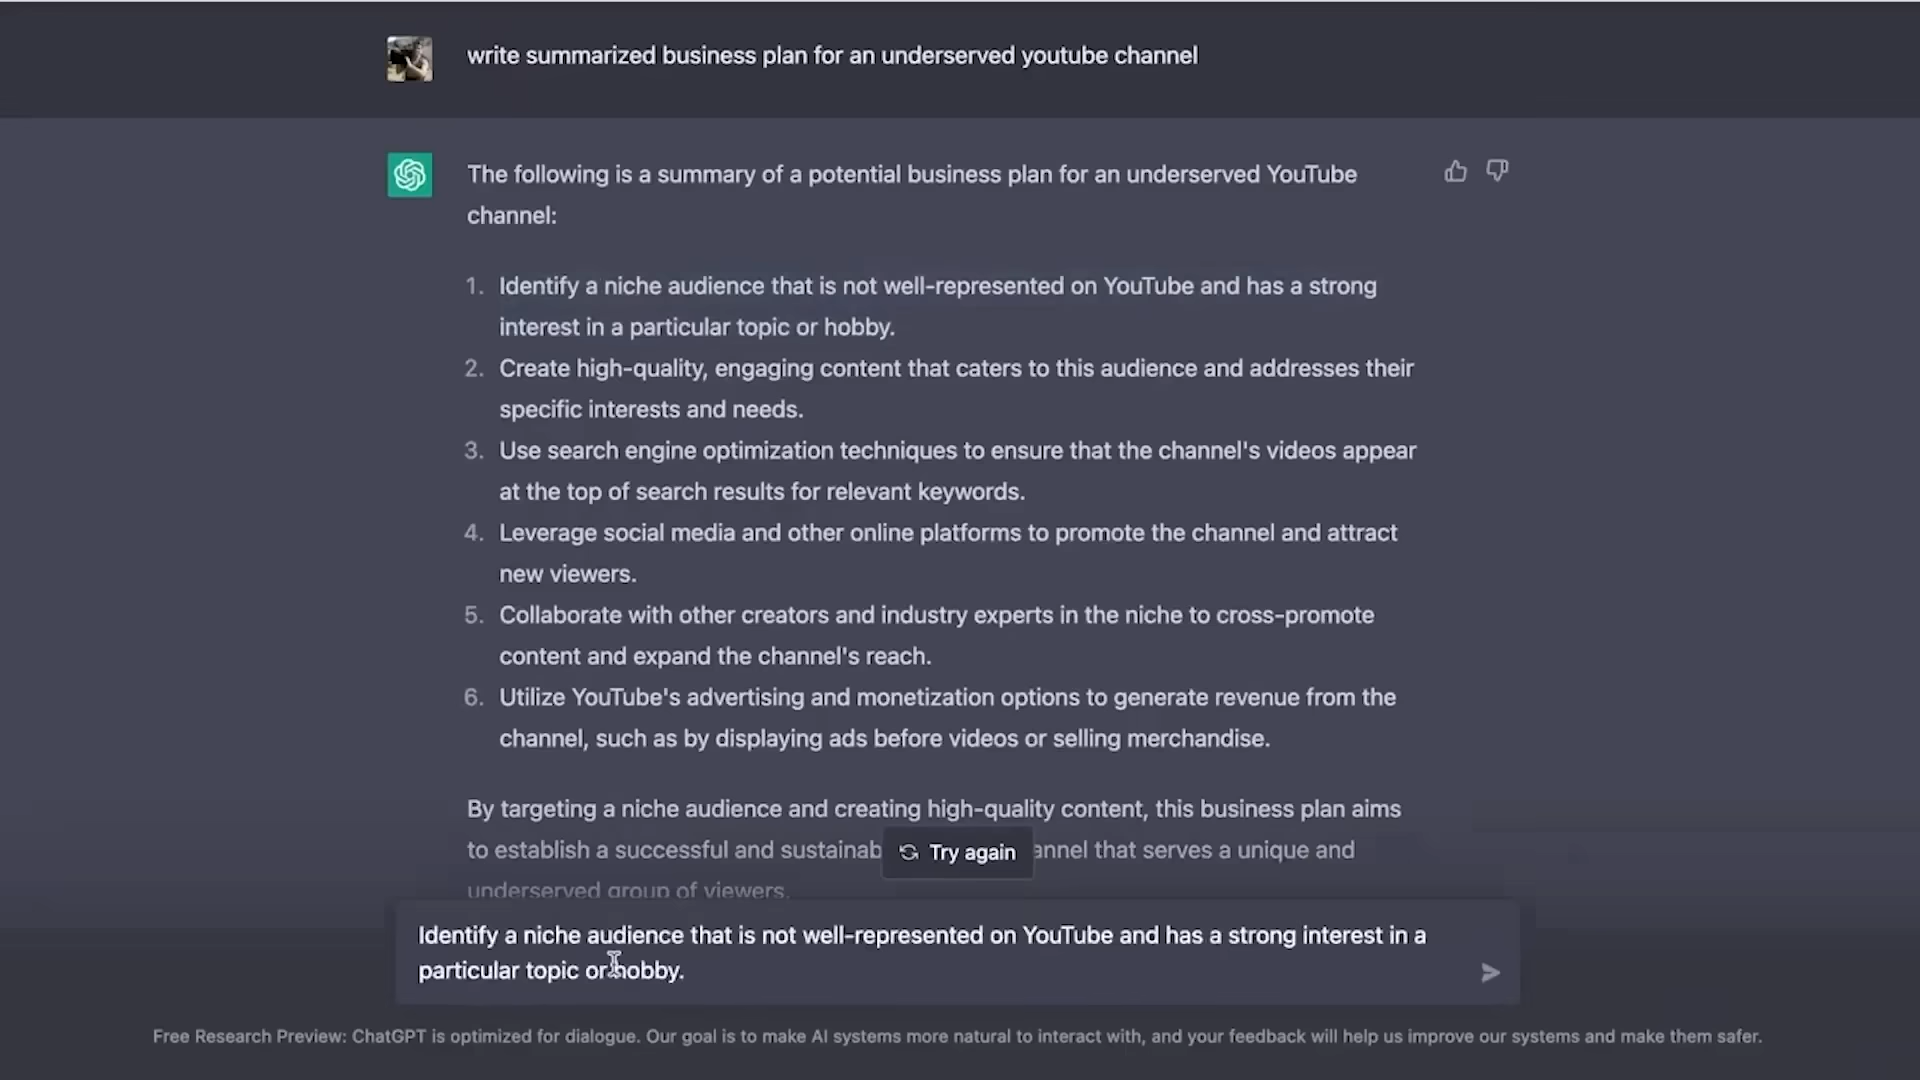 write summarized business plan for an underserved youtube channel
The following is a summary of a potential business plan for an underserved YouTube
channel:
1. Identify a niche audience that is not well-represented on YouTube and has a strong
interest in a particular topic or hobby.
2. Create high-quality, engaging content that caters to this audience and addresses their
specific interests and needs.
3. Use search engine optimization techniques to ensure that the channel's videos appear
at the top of search results for relevant keywords.
4. Leverage social media and other online platforms to promote the channel and attract
new viewers.
5. Collaborate with other creators and industry experts in the niche to cross-promote
content and expand the channel's reach.
6. Utilize YouTube's advertising and monetization options to generate revenue from the
channel, such as by displaying ads before videos or selling merchandise.
By targeting a niche audience and creating high-quality content, this business plan aims
to establish a successful and sustainab annel that serves a unique and
Try again
underserved group of viewers.
Identify a niche audience that is not well-represented on YouTube and has a strong interest in a
particular topic or hobby.
Free Research Preview: ChatGPT is optimized for dialogue. Our goal is to make AI systems more natural to interact with, and your feedback will help us improve our systems and make them safer.